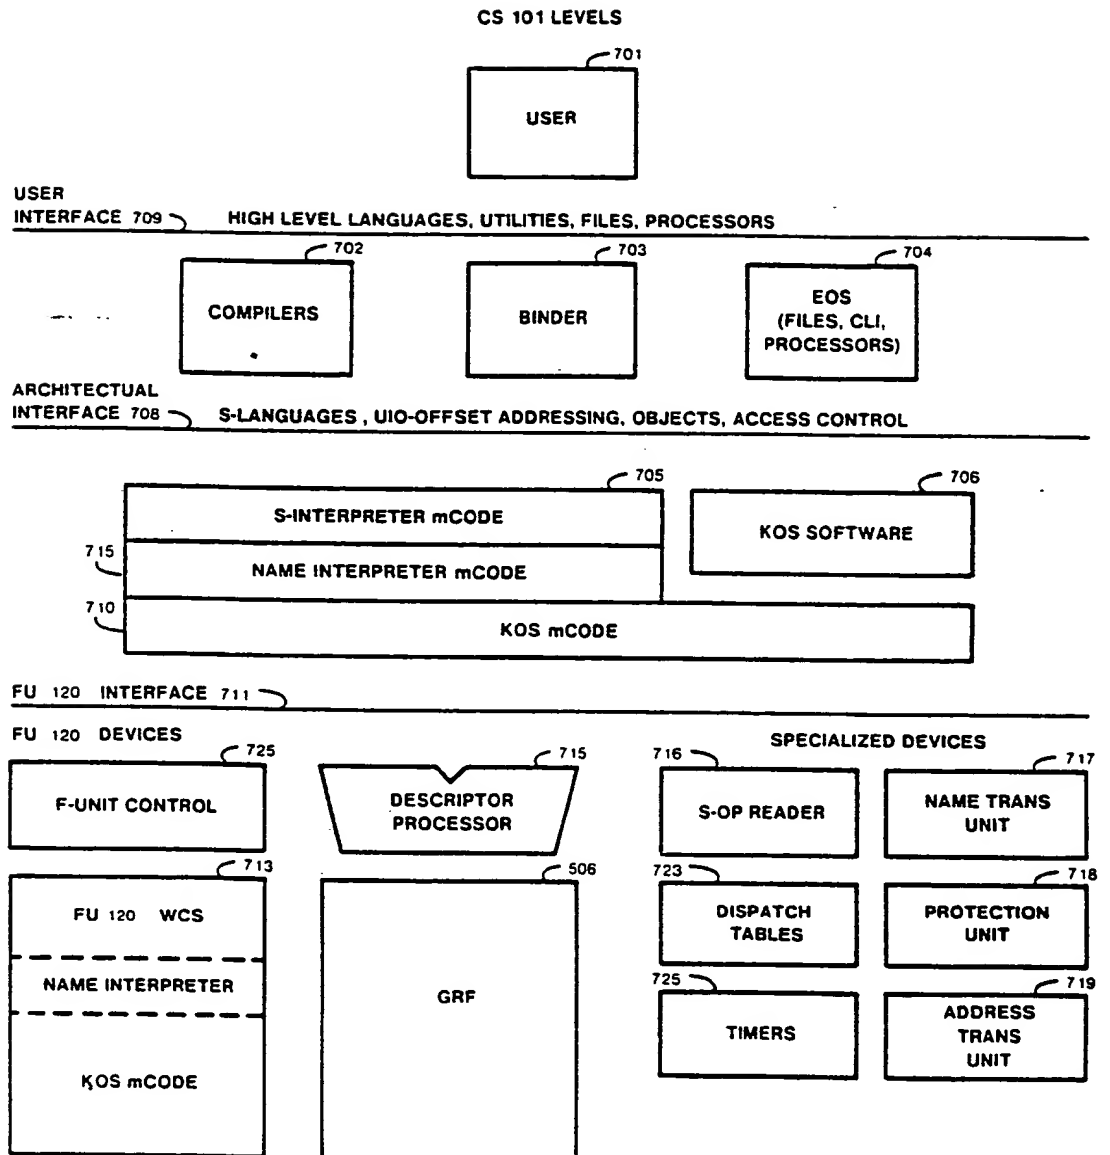 CS 101 LEVELS
701
USER
USER
INTERFACE 709 HIGH LEVEL LANGUAGES, UTILITIES, FILES, PROCESSORS
702
703
704
COMPILERS
BINDER
EOS
(FILES, CLI,
PROCESSORS)
ARCHITECTUAL
INTERFACE 708 S-LANGUAGES , UIO-OFFSET ADDRESSING, OBJECTS, ACCESS CONTROL
705
706
S-INTERPRETER mCODE
KOS SOFTWARE
715
NAME INTERPRETER mCODE
710
KOS mCODE
FU 120 INTERFACE 711
FU 120 DEVICES
SPECIALIZED DEVICES
725
715
716
717
F-UNIT CONTROL
DESCRIPTOR
PROCESSOR
S-OP READER
NAME TRANS
UNIT
713
506
723
718
FU 120 WCS
NAME INTERPRETER
KOS mCODE
GRF
DISPATCH
TABLES
PROTECTION
UNIT
725
719
TIMERS
ADDRESS
TRANS
UNIT